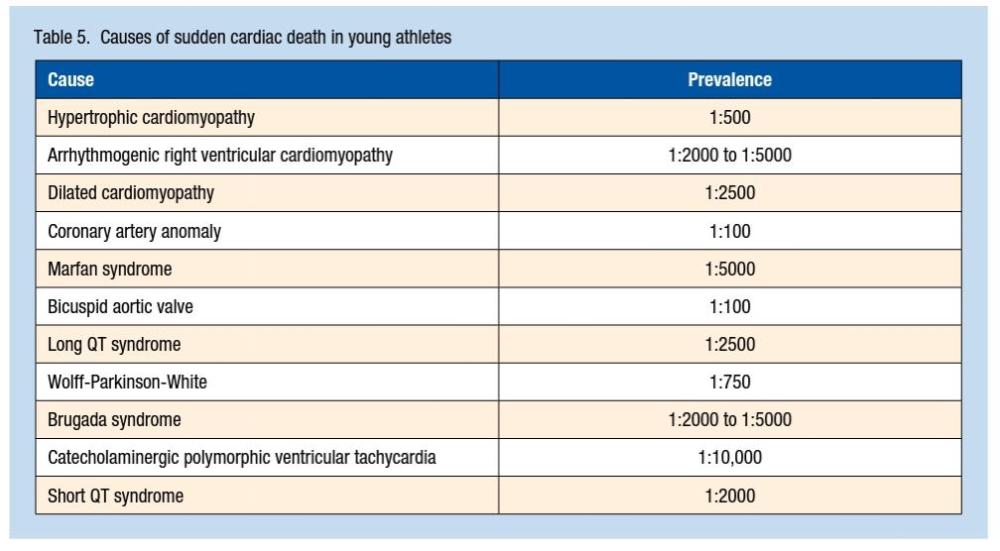 Table 5. Causes of sudden cardiac death in young athletes
Cause Prevalence
Hypertrophic cardiomyopathy 1:500
Arrhythmogenic right ventricular cardiomyopathy 1:2000 to 1:5000
Dilated cardiomyopathy 1:2500
Coronary artery anomaly 1:100
Marfan syndrome 1:5000
Bicuspid aortic valve 1:100
Long QT syndrome 1:2500
Wolff-Parkinson-White 1:750
Brugada syndrome 1:2000 to 1:5000
Catecholaminergic polymorphic ventricular tachycardia 1:10,000
Short QT syndrome 1:2000